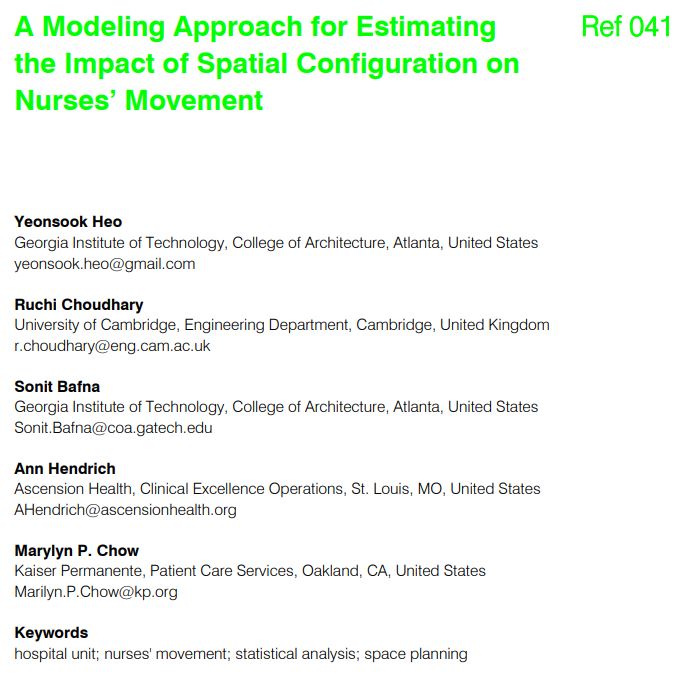 A Modeling Approach for Estimating
the Impact of Spatial Configuration on
Nurses’ Movement
Ref 041
Yeonsook Heo
Georgia Institute of Technology, College of Architecture, Atlanta, United States
yeonsook.heo@gmail.com
Ruchi Choudhary
University of Cambridge, Engineering Department, Cambridge, United Kingdom
r.choudhary@eng.cam.ac.uk
Sonit Bafna
Georgia Institute of Technology, College of Architecture, Atlanta, United States
Sonit.Bafna@coa.gatech.edu
Ann Hendrich
Ascension Health, Clinical Excellence Operations, St. Louis, MO, United States
AHendrich@ascensionhealth.org
Marylyn P. Chow
Kaiser Permanente, Patient Care Services, Oakland, CA, United States
Marilyn.P.Chow@kp.org
Keywords
hospital unit; nurses' movement; statistical analysis; space planning